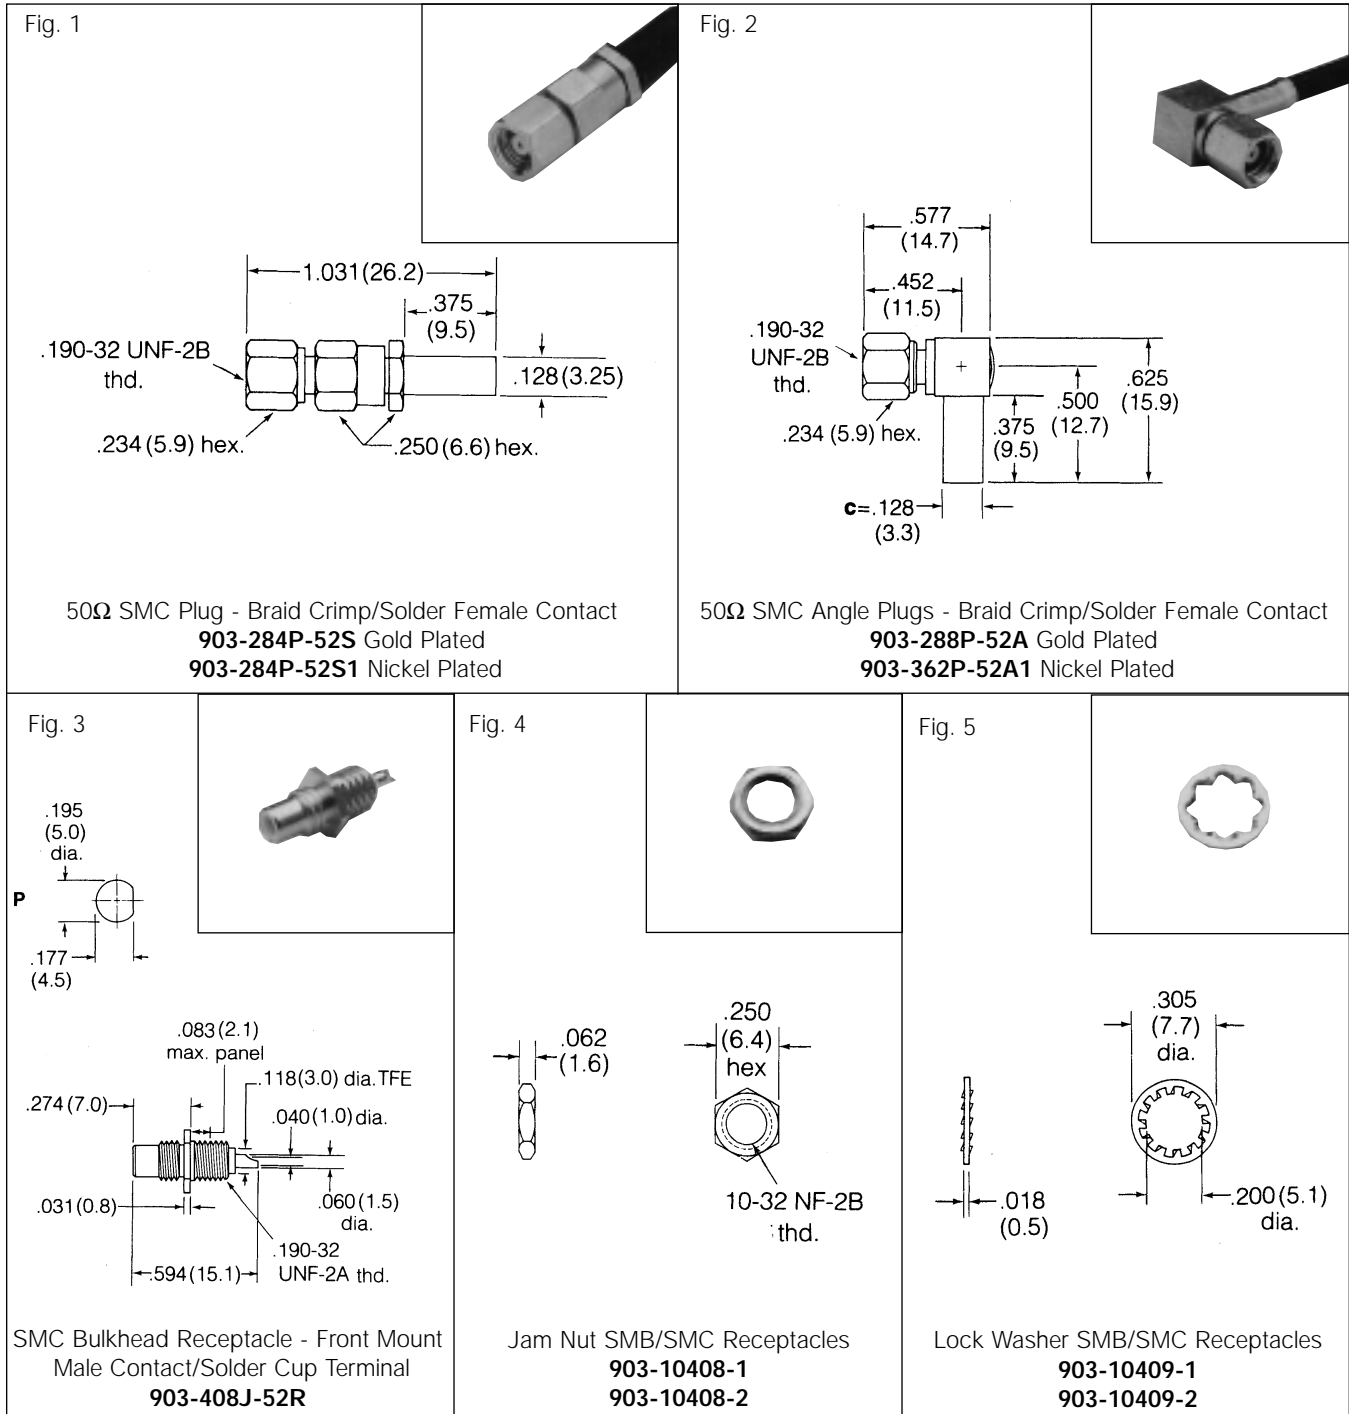 Fig. 1
1.031(26.2)
.375
(9.5)
.190-32 UNF-2B
thd.
.128(3.25)
.234(5.9) hex.
.250(6.6) hex.
50Ω SMC Plug - Braid Crimp/Solder Female Contact
903-284P-52S Gold Plated
903-284P-52S1 Nickel Plated
Fig. 2
.577
(14.7)
.452
(11.5)
.190-32
UNF-2B
thd.
.625
(15.9)
.500
(12.7)
.375
(9.5)
.234(5.9) hex.
c=.128
(3.3)
50Ω SMC Angle Plugs - Braid Crimp/Solder Female Contact
903-288P-52A Gold Plated
903-362P-52A1 Nickel Plated
Fig. 3
.195
(5.0)
dia.
P
.177
(4.5)
.083(2.1)
max. panel
.118(3.0) dia.TFE
.274(7.0)
.040(1.0)dia.
.031(0.8)
.060(1.5)
dia.
.190-32
UNF-2A thd.
.594(15.1)
SMC Bulkhead Receptacle - Front Mount
Male Contact/Solder Cup Terminal
903-408J-52R
Fig. 4
.062
(1.6)
.250
(6.4)
hex
10-32 NF-2B
thd.
Jam Nut SMB/SMC Receptacles
903-10408-1
903-10408-2
Fig. 5
.305
(7.7)
dia.
.018
(0.5)
.200(5.1)
dia.
Lock Washer SMB/SMC Receptacles
903-10409-1
903-10409-2